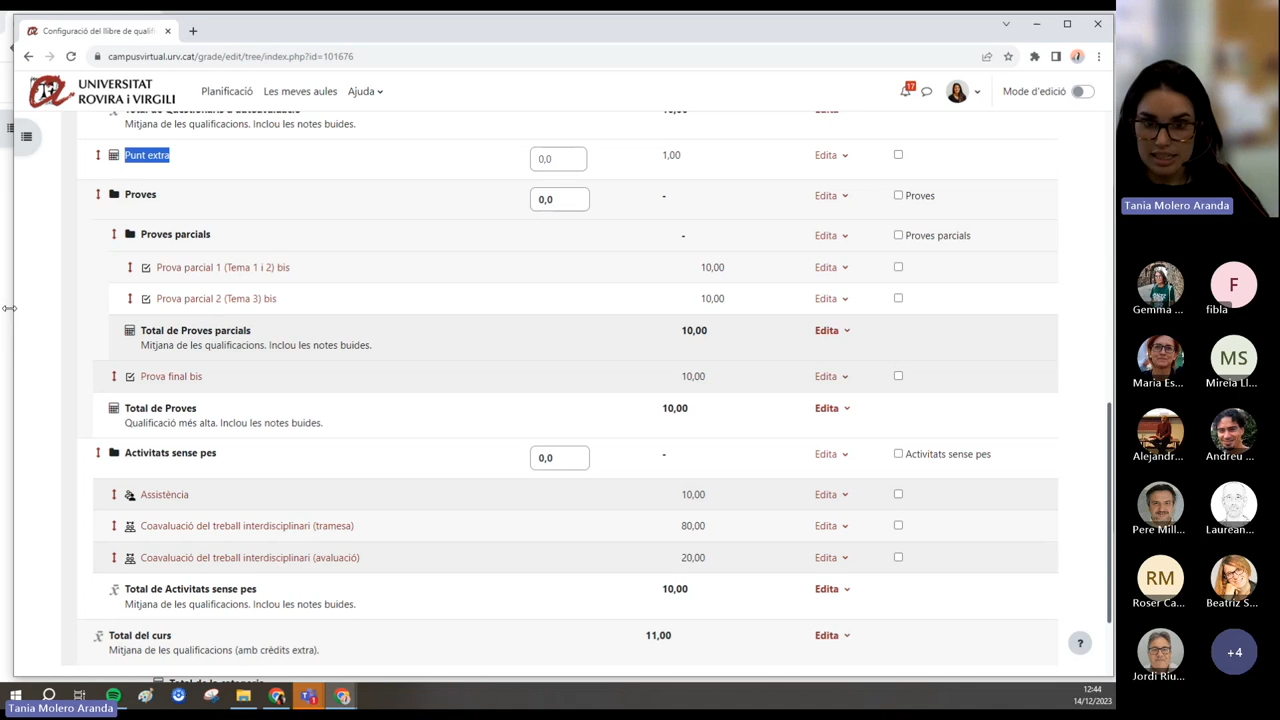 Configuració del llibre de qualifi
campusvirtual.urv.cat/grade/edit/tree/index.php?id=101676
UNIVERSITAT
ROVIRA i VIRGILI
Planificació
Les meves aules
Ajuda
17
Mode d'edició
Mitjana de les qualificacions. Inclou les notes buides.
Punt extra 0,0 1,00 Edita
Proves 0,0 - Edita Proves
Proves parcials - Edita Proves parcials
Prova parcial 1 (Tema 1 i 2) bis 10,00 Edita
Prova parcial 2 (Tema 3) bis 10,00 Edita
Total de Proves parcials 10,00 Edita
Mitjana de les qualificacions. Inclou les notes buides.
Prova final bis 10,00 Edita
Total de Proves 10,00 Edita
Qualificació més alta. Inclou les notes buides.
Activitats sense pes 0,0 - Edita Activitats sense pes
Assistència 10,00 Edita
Coavaluació del treball interdisciplinari (tramesa) 80,00 Edita
Coavaluació del treball interdisciplinari (avaluació) 20,00 Edita
Total de Activitats sense pes 10,00 Edita
Mitjana de les qualificacions. Inclou les notes buides.
Total del curs 11,00 Edita
Mitjana de les qualificacions (amb crèdits extra).
?
12:44
14/12/2023
Tania Molero Aranda
Tania Molero Aranda
Gemma ...
F
fibla
Maria Es...
MS
Mireia Ll...
Alejandr...
Andreu ...
Pere Mill...
Laurean...
RM
Roser Ca...
Beatriz S...
Jordi Riu...
+4